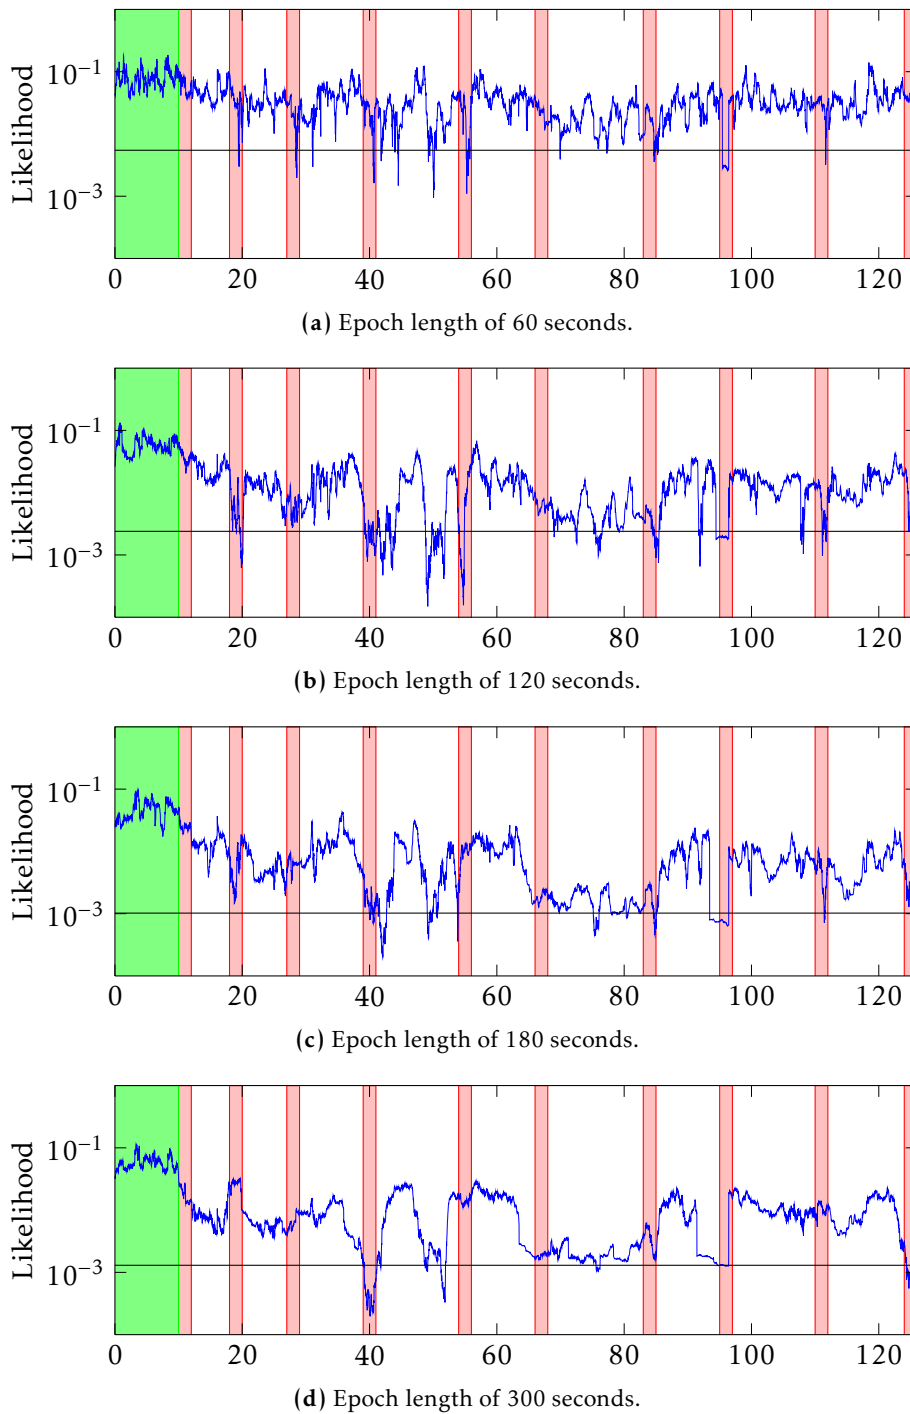 Likelihood
10−1
10−3
0 20 40 60 80 100 120
(a) Epoch length of 60 seconds.
Likelihood
10−1
10−3
0 20 40 60 80 100 120
(b) Epoch length of 120 seconds.
Likelihood
10−1
10−3
0 20 40 60 80 100 120
(c) Epoch length of 180 seconds.
Likelihood
10−1
10−3
0 20 40 60 80 100 120
(d) Epoch length of 300 seconds.